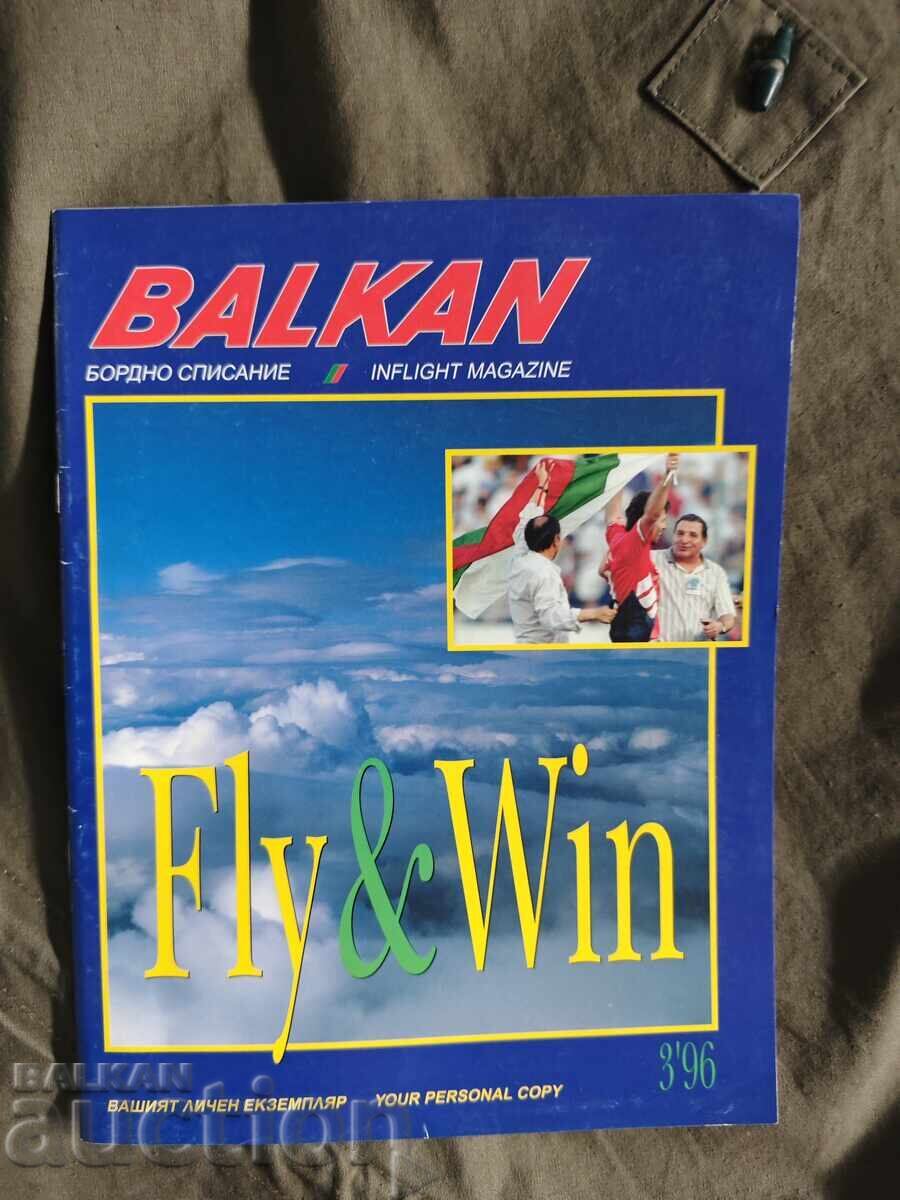 BALKAN
БОРДНО СПИСАНИЕ INFLIGHT MAGAZINE
Fly & Win
3'96
ВАШИЯТ ЛИЧЕН ЕКЗЕМПЛЯР YOUR PERSONAL COPY
BALKAN
auction